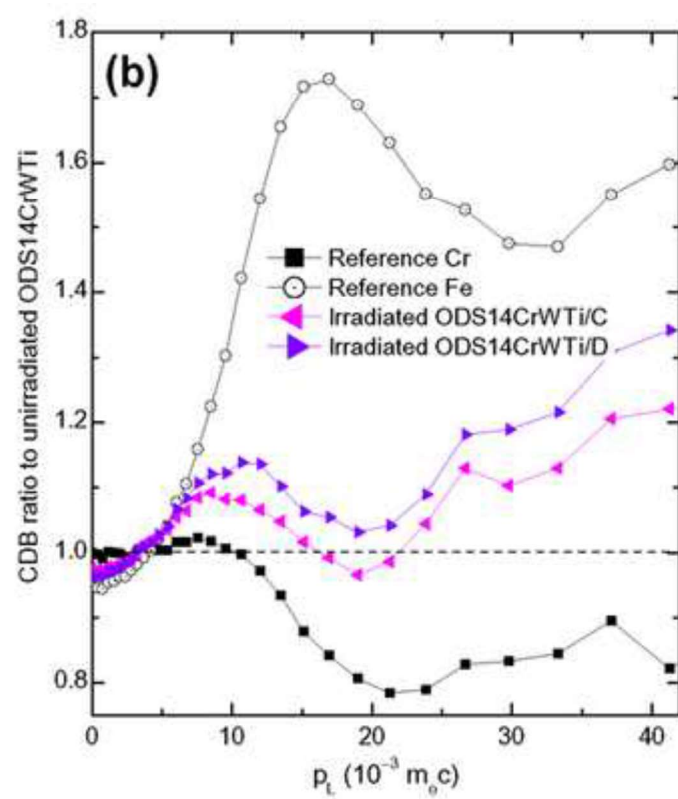 (b)
CDB ratio to unirradiated ODS14CrWTi
1.8
1.6
1.4
1.2
1.0
0.8
Reference Cr
Reference Fe
Irradiated ODS14CrWTi/C
Irradiated ODS14CrWTi/D
0 10 20 30 40
pL (10⁻³ mₑc)